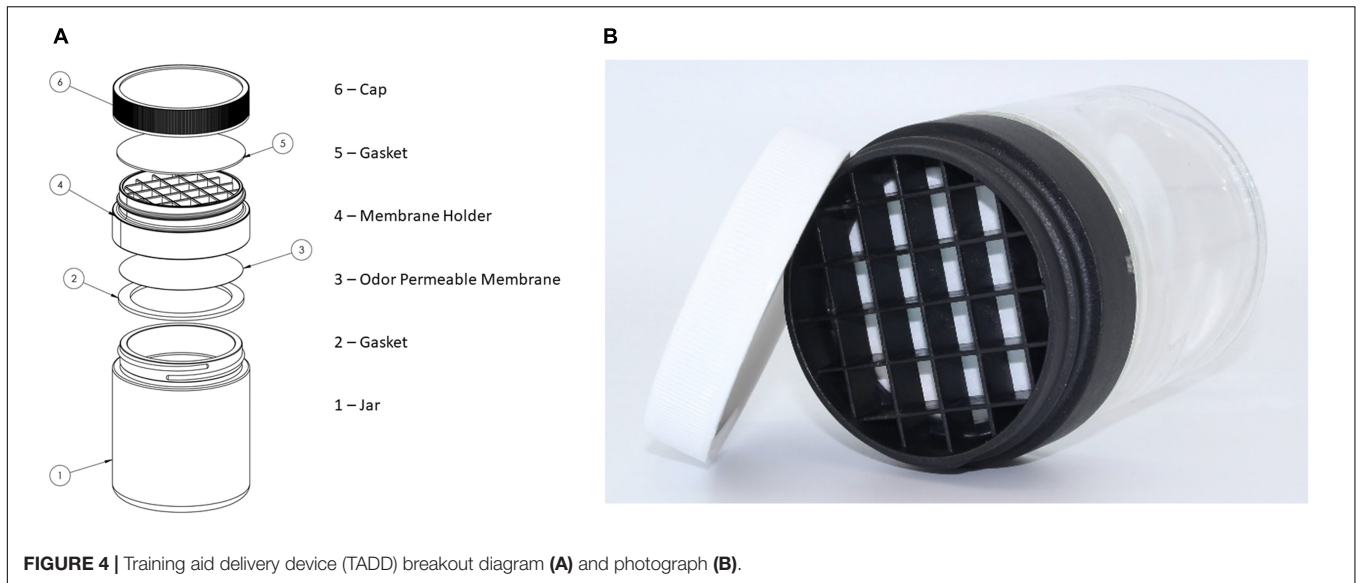 A
B
6
5
4
3
2
1
6 – Cap
5 – Gasket
4 – Membrane Holder
3 – Odor Permeable Membrane
2 – Gasket
1 – Jar
FIGURE 4 | Training aid delivery device (TADD) breakout diagram (A) and photograph (B).